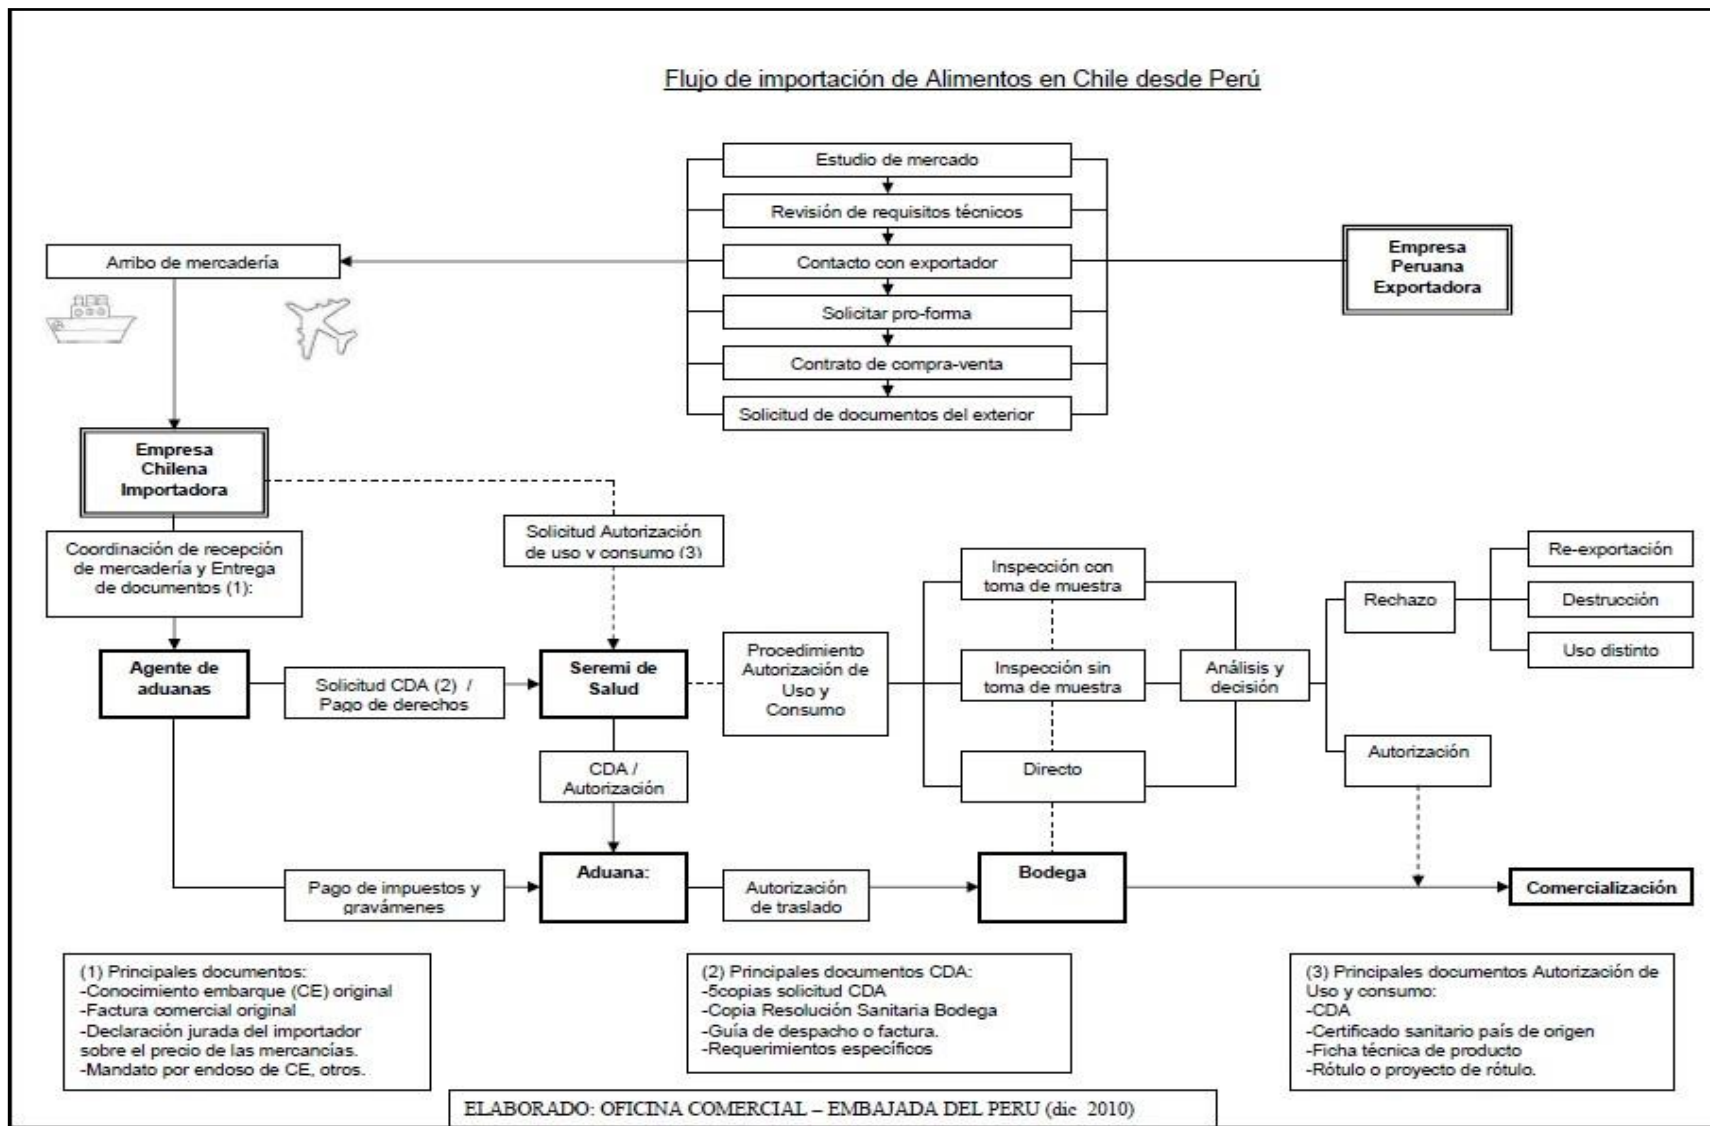 Flujo de importación de Alimentos en Chile desde Perú
Estudio de mercado
Revisión de requisitos técnicos
Contacto con exportador
Solicitar pro-forma
Contrato de compra-venta
Solicitud de documentos del exterior
Empresa
Peruana
Exportadora
Arribo de mercadería
Empresa
Chilena
Importadora
Coordinación de recepción
de mercadería y Entrega
de documentos (1):
Solicitud Autorización
de uso y consumo (3)
Agente de
aduanas
Solicitud CDA (2) /
Pago de derechos
Seremi de
Salud
Procedimiento
Autorización de
Uso y
Consumo
Inspección con
toma de muestra
Inspección sin
toma de muestra
Directo
Análisis y
decisión
Rechazo
Autorización
Re-exportación
Destrucción
Uso distinto
CDA /
Autorización
Pago de impuestos y
gravámenes
Aduana:
Autorización
de traslado
Bodega
Comercialización
(1) Principales documentos:
-Conocimiento embarque (CE) original
-Factura comercial original
-Declaración jurada del importador
sobre el precio de las mercancías.
-Mandato por endoso de CE, otros.
(2) Principales documentos CDA:
-5copias solicitud CDA
-Copia Resolución Sanitaria Bodega
-Guía de despacho o factura.
-Requerimientos específicos
(3) Principales documentos Autorización de
Uso y consumo:
-CDA
-Certificado sanitario país de origen
-Ficha técnica de producto
-Rótulo o proyecto de rótulo.
ELABORADO: OFICINA COMERCIAL – EMBAJADA DEL PERU (dic 2010)